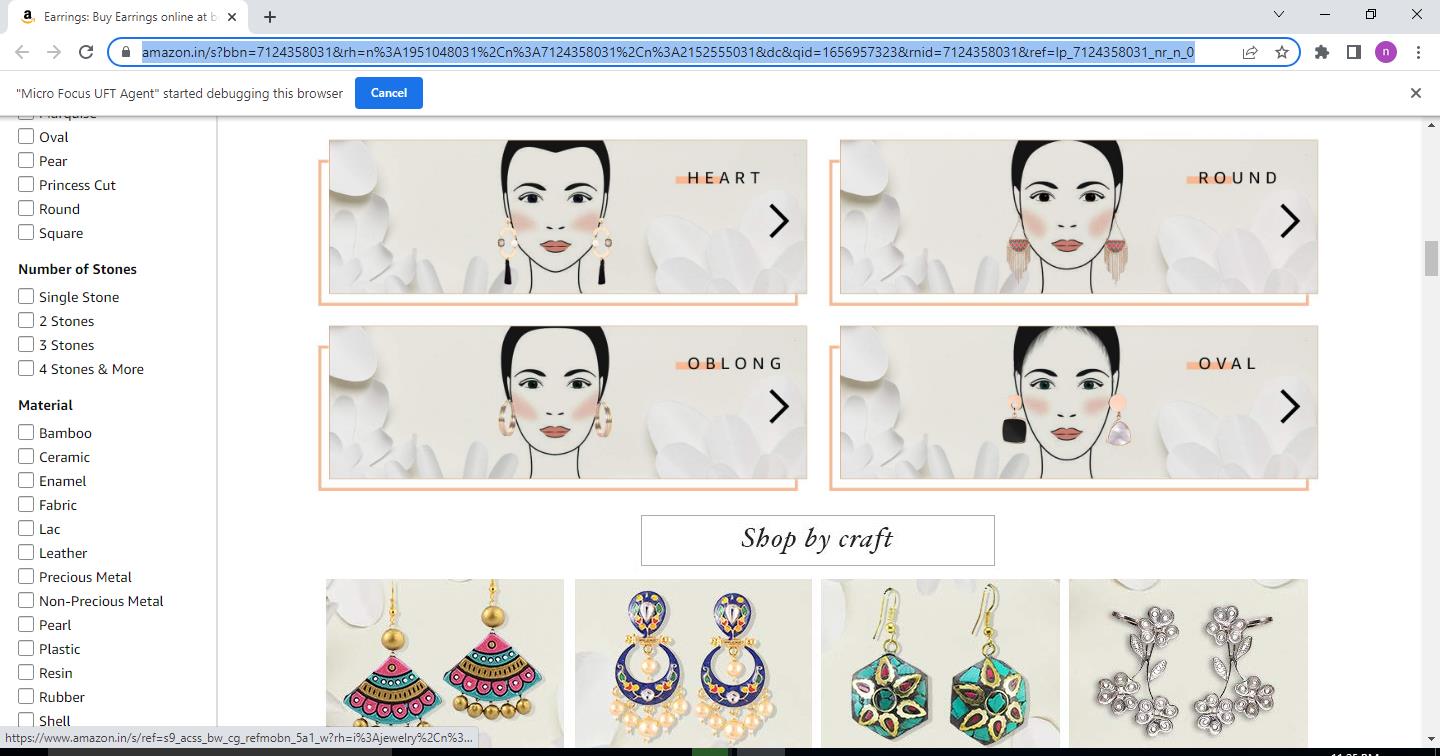 Earrings: Buy Earrings online at b
amazon.in/s?bbn=7124358031&rh=n%3A1951048031%2Cn%3A7124358031%2Cn%3A2152555031&dc&qid=1656957323&rnid=7124358031&ref=lp_7124358031_nr_n_0
n
"Micro Focus UFT Agent" started debugging this browser
Cancel
Marquise
Oval
Pear
Princess Cut
Round
Square
Number of Stones
Single Stone
2 Stones
3 Stones
4 Stones & More
Material
Bamboo
Ceramic
Enamel
Fabric
Lac
Leather
Precious Metal
Non-Precious Metal
Pearl
Plastic
Resin
Rubber
Shell
HEART
ROUND
OBLONG
OVAL
Shop by craft
https://www.amazon.in/s/ref=s9_acss_bw_cg_refmobn_5a1_w?rh=i%3Ajewelry%2Cn%3...
11:25 PM